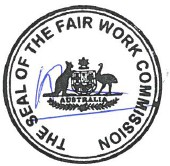 THE SEAL OF THE FAIR WORK COMMISSION
AUSTRALIA